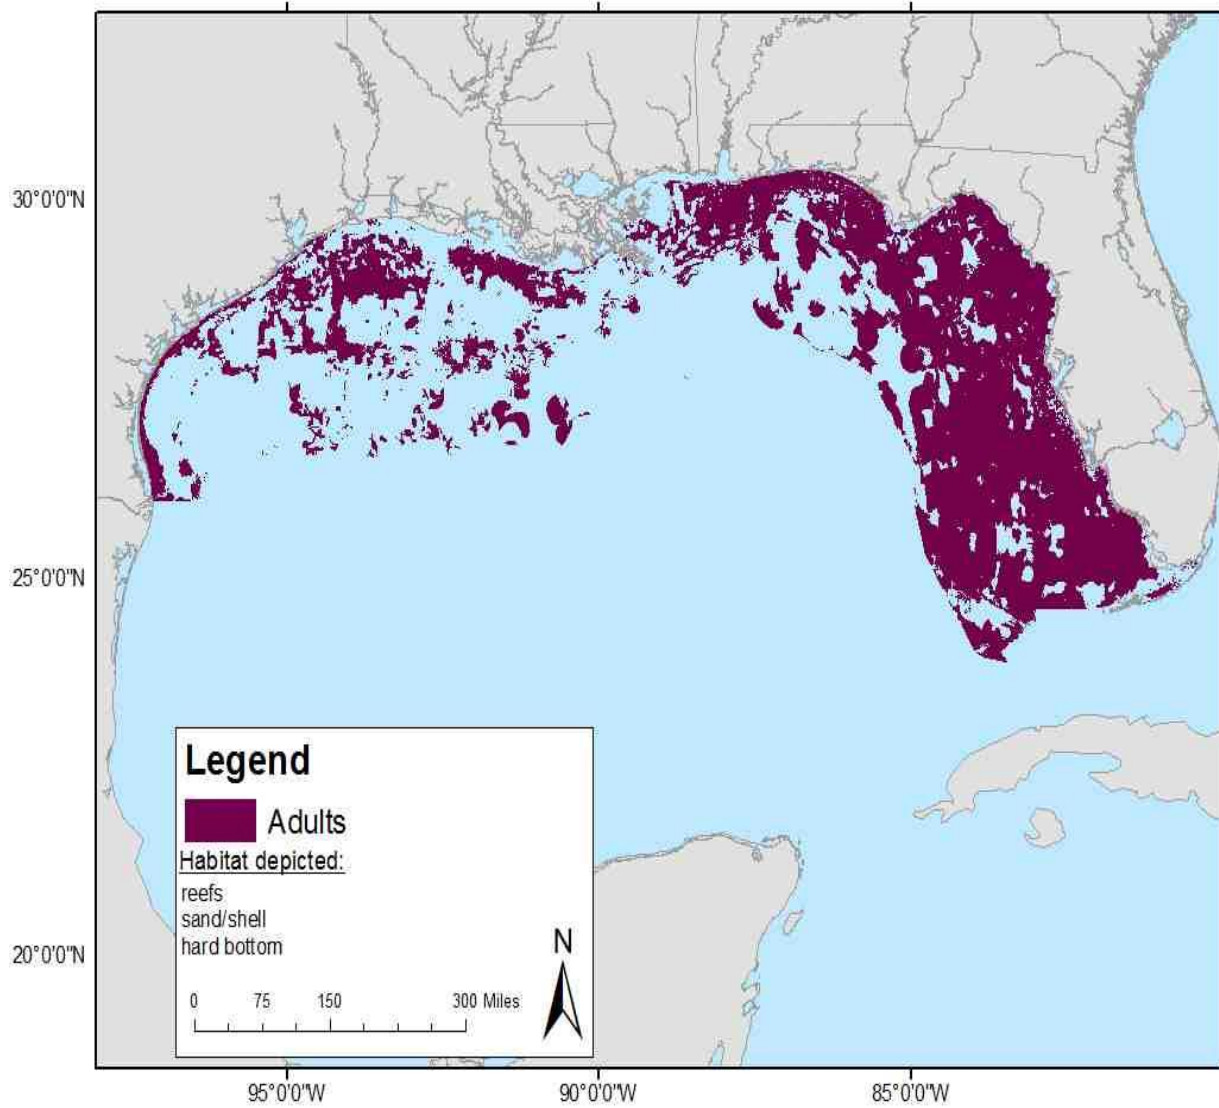 30°0'0"N
25°0'0"N
20°0'0"N
Legend
Adults
Habitat depicted:
reefs
sand/shell
hard bottom
N
0 75 150 300 Miles
95°0'0"W 90°0'0"W 85°0'0"W